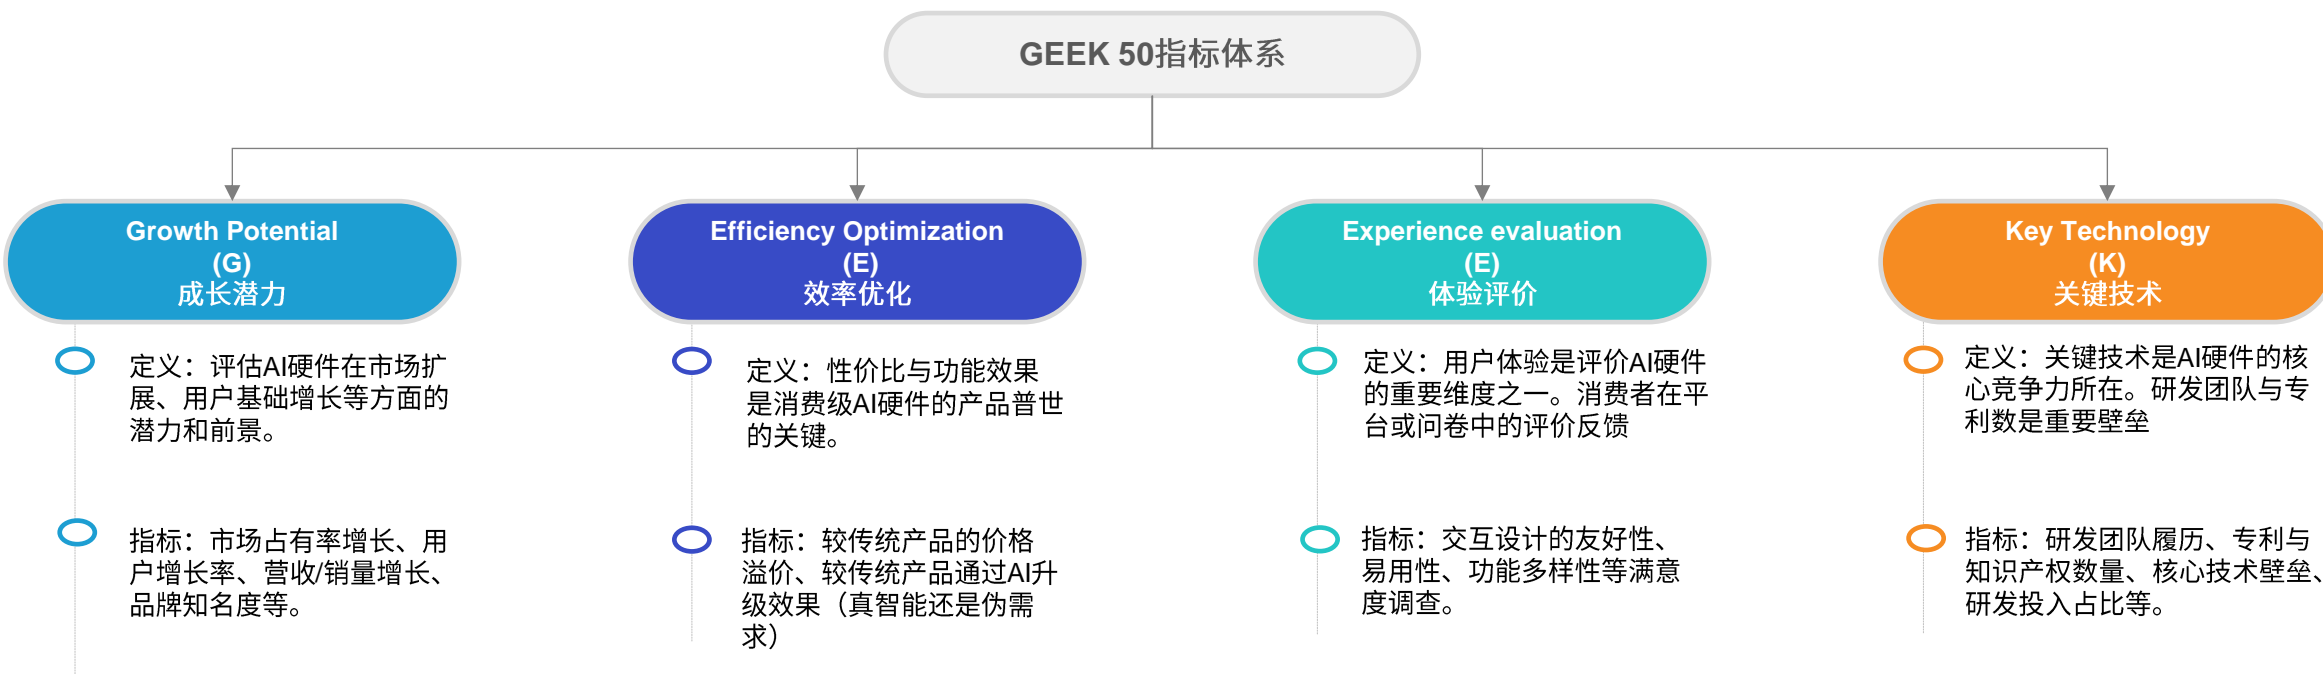 GEEK 50指标体系
Growth Potential
(G)
成长潜力
定义：评估AI硬件在市场扩
展、用户基础增长等方面的
潜力和前景。
指标：市场占有率增长、用
户增长率、营收/销量增长、
品牌知名度等。
Efficiency Optimization
(E)
效率优化
定义：性价比与功能效果
是消费级AI硬件的产品普世
的关键。
指标：较传统产品的价格
溢价、较传统产品通过AI升
级效果（真智能还是伪需
求）
Experience evaluation
(E)
体验评价
定义：用户体验是评价AI硬件
的重要维度之一。消费者在平
台或问卷中的评价反馈
指标：交互设计的友好性、
易用性、功能多样性等满意
度调查。
Key Technology
(K)
关键技术
定义：关键技术是AI硬件的核
心竞争力所在。研发团队与专
利数是重要壁垒
指标：研发团队履历、专利与
知识产权数量、核心技术壁垒、
研发投入占比等。